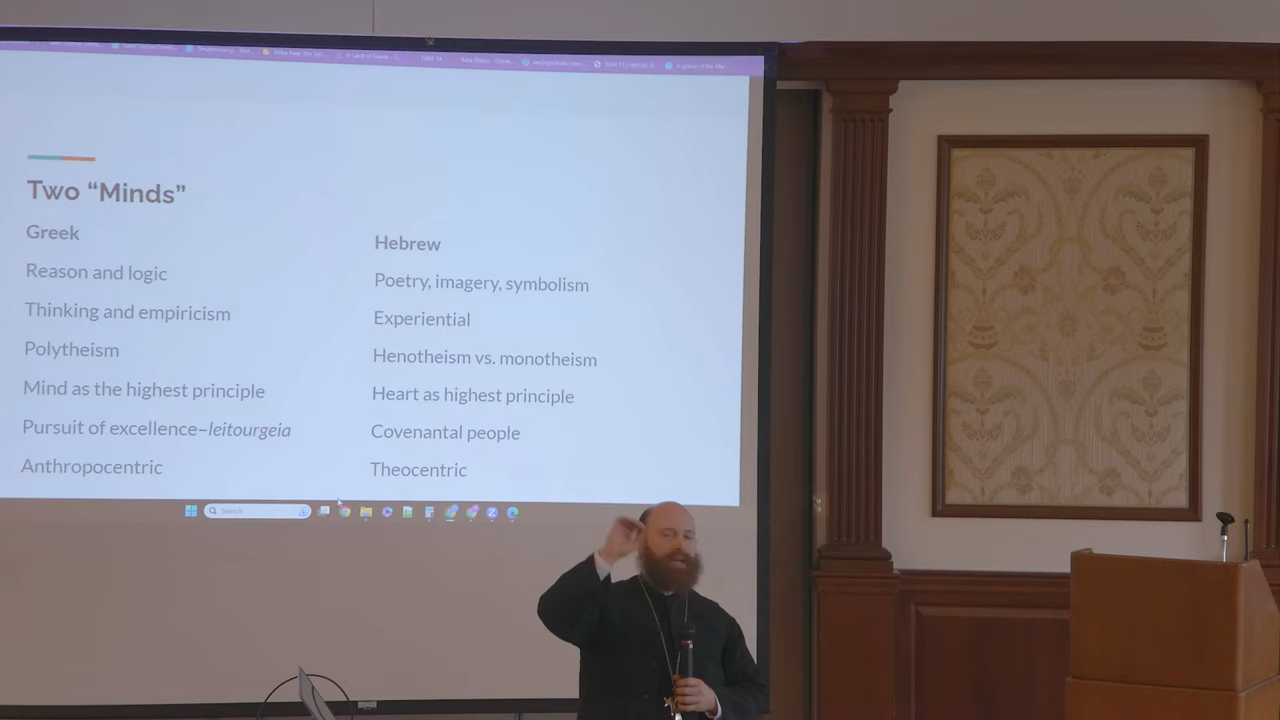 Two “Minds”
Greek
Reason and logic
Thinking and empiricism
Polytheism
Mind as the highest principle
Pursuit of excellence–leitourgeia
Anthropocentric
Hebrew
Poetry, imagery, symbolism
Experiential
Henotheism vs. monotheism
Heart as highest principle
Covenantal people
Theocentric
Search